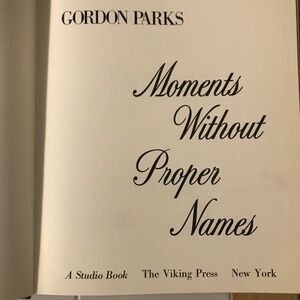 GORDON PARKS
Moments
Without
Proper
Names
A Studio Book The Viking Press New York